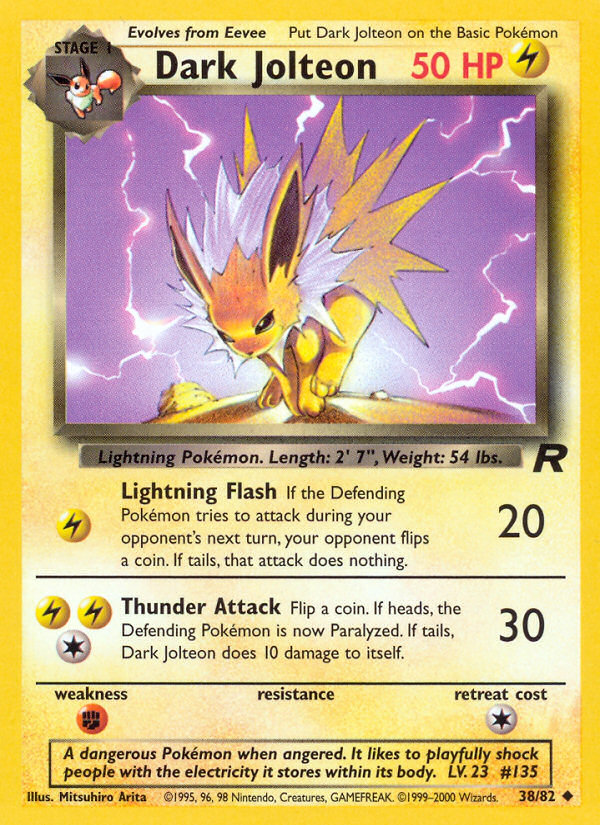 Evolves from Eevee Put Dark Jolteon on the Basic Pokémon
STAGE 1
Dark Jolteon 50 HP
Lightning Pokémon. Length: 2' 7", Weight: 54 lbs.
R
Lightning Flash If the Defending
Pokémon tries to attack during your
opponent's next turn, your opponent flips
a coin. If tails, that attack does nothing.
20
Thunder Attack Flip a coin. If heads, the
Defending Pokémon is now Paralyzed. If tails,
Dark Jolteon does 10 damage to itself.
30
weakness resistance retreat cost
A dangerous Pokémon when angered. It likes to playfully shock
people with the electricity it stores within its body. LV. 23 #135
Illus. Mitsuhiro Arita ©1995, 96, 98 Nintendo, Creatures, GAMEFREAK. ©1999-2000 Wizards. 38/82